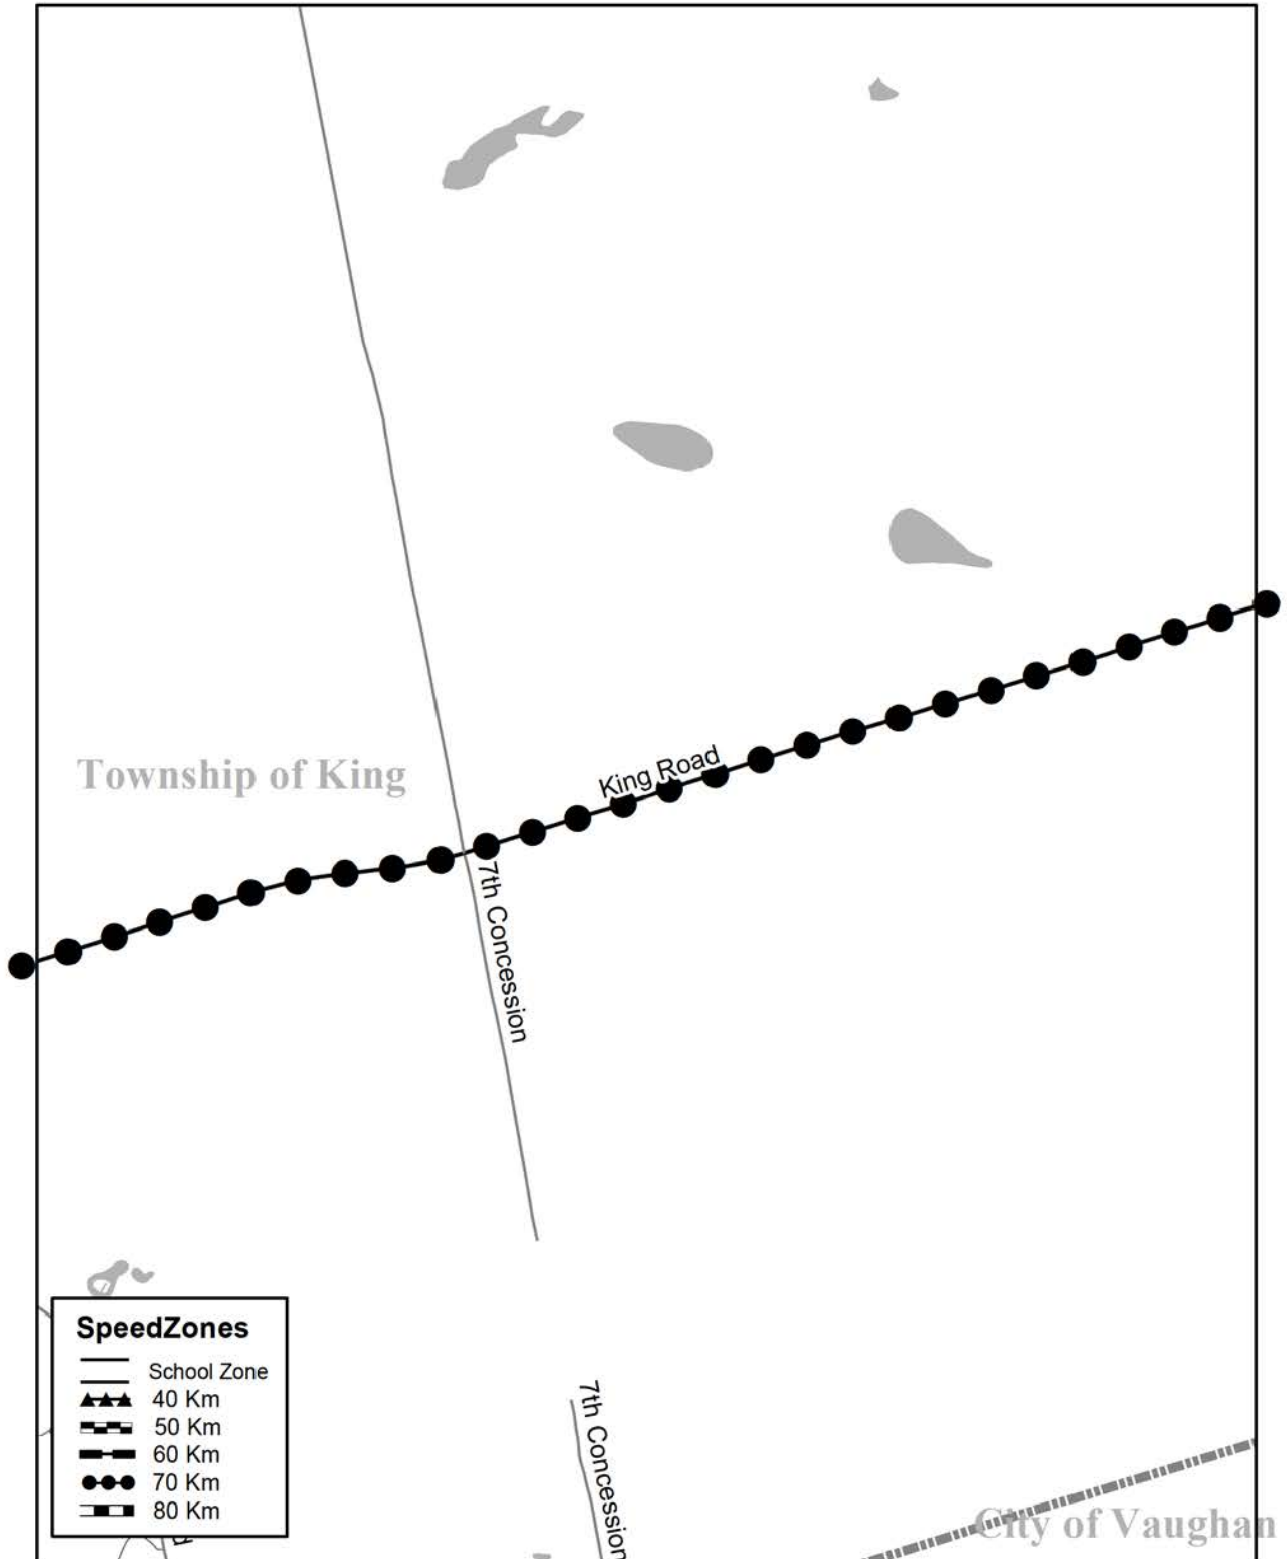 Township of King
King Road
7th Concession
SpeedZones
School Zone
40 Km
50 Km
60 Km
70 Km
80 Km
7th Concession
City of Vaughan